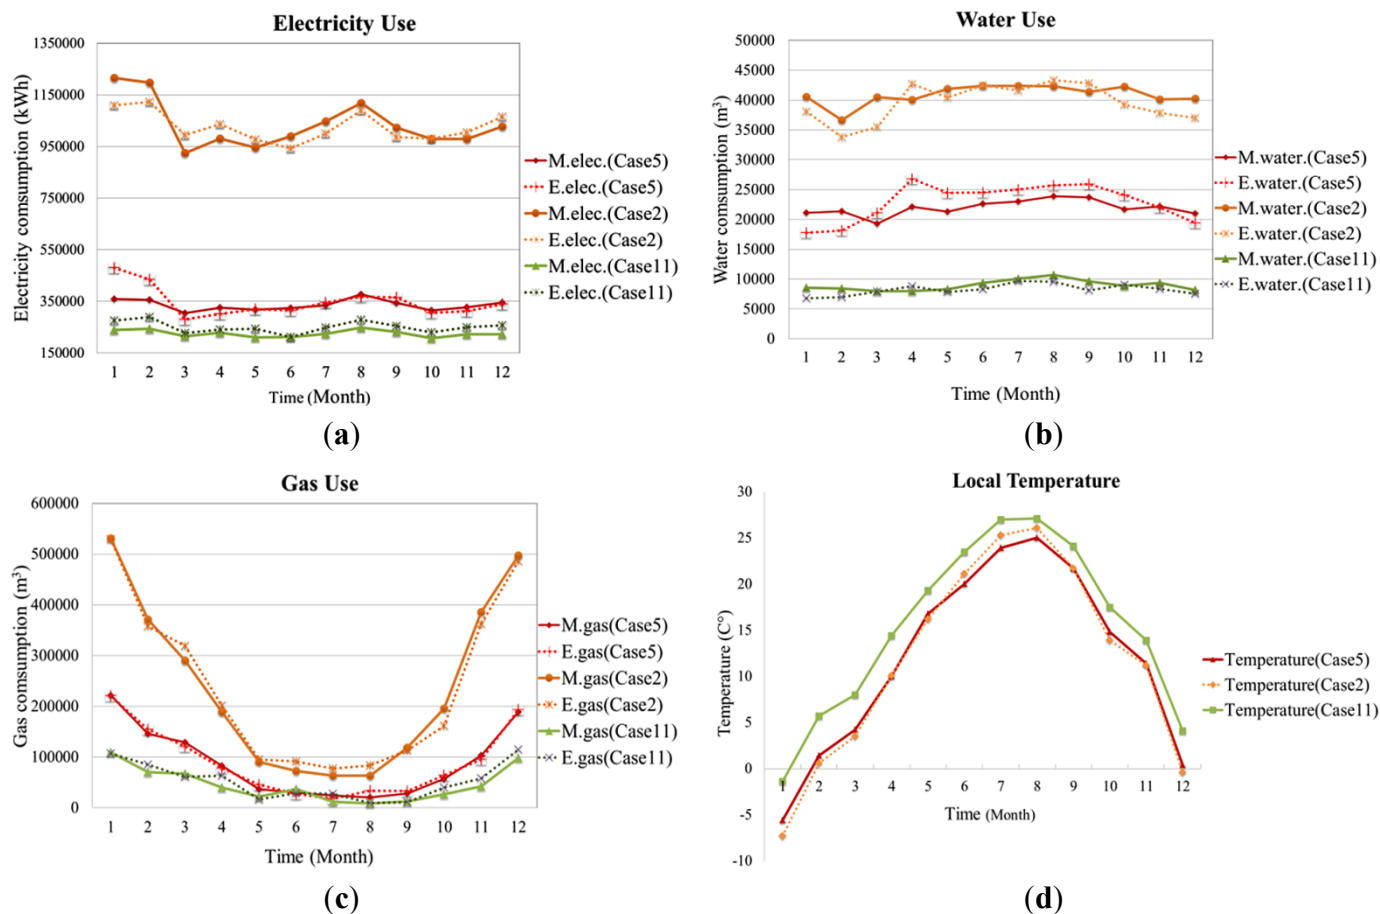 Electricity Use
1350000
1150000
950000
750000
550000
350000
150000
Electricity consumption (kWh)
1 2 3 4 5 6 7 8 9 10 11 12
Time (Month)
M.elec.(Case5)
E.elec.(Case5)
M.elec.(Case2)
E.elec.(Case2)
M.elec.(Case11)
E.elec.(Case11)
(a)
Water Use
50000
45000
40000
35000
30000
25000
20000
15000
10000
5000
0
Water consumption (m³)
1 2 3 4 5 6 7 8 9 10 11 12
Time (Month)
M.water.(Case5)
E.water.(Case5)
M.water.(Case2)
E.water.(Case2)
M.water.(Case11)
E.water.(Case11)
(b)
Gas Use
600000
500000
400000
300000
200000
100000
0
Gas consumption (m³)
1 2 3 4 5 6 7 8 9 10 11 12
Time (Month)
M.gas(Case5)
E.gas(Case5)
M.gas(Case2)
E.gas(Case2)
M.gas(Case11)
E.gas(Case11)
(c)
Local Temperature
30
25
20
15
10
5
0
-5
-10
Temperature (C°)
1 2 3 4 5 6 7 8 9 10 11 12
Time (Month)
Temperature(Case5)
Temperature(Case2)
Temperature(Case11)
(d)